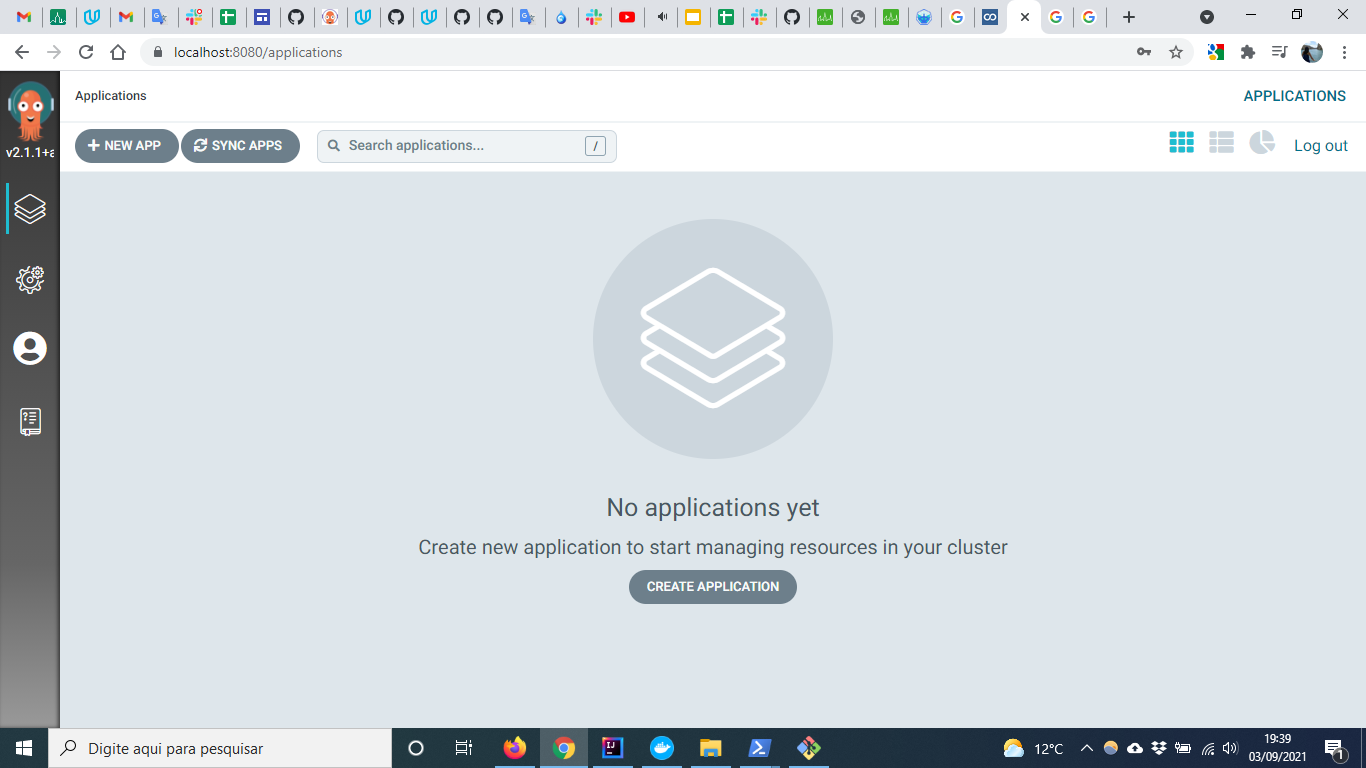 localhost:8080/applications
Applications
APPLICATIONS
v2.1.1+a
NEW APP
SYNC APPS
Search applications...
/
Log out
No applications yet
Create new application to start managing resources in your cluster
CREATE APPLICATION
Digite aqui para pesquisar
12°C
19:39
03/09/2021
1